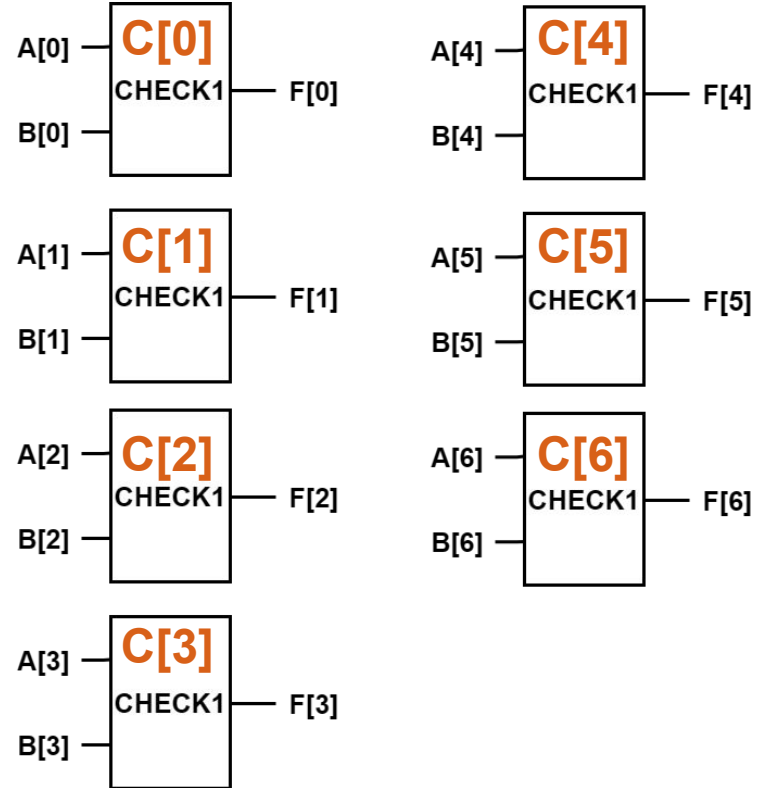 A[0]
C[0]
CHECK1
F[0]
B[0]
A[1]
C[1]
CHECK1
F[1]
B[1]
A[2]
C[2]
CHECK1
F[2]
B[2]
A[3]
C[3]
CHECK1
F[3]
B[3]
A[4]
C[4]
CHECK1
F[4]
B[4]
A[5]
C[5]
CHECK1
F[5]
B[5]
A[6]
C[6]
CHECK1
F[6]
B[6]